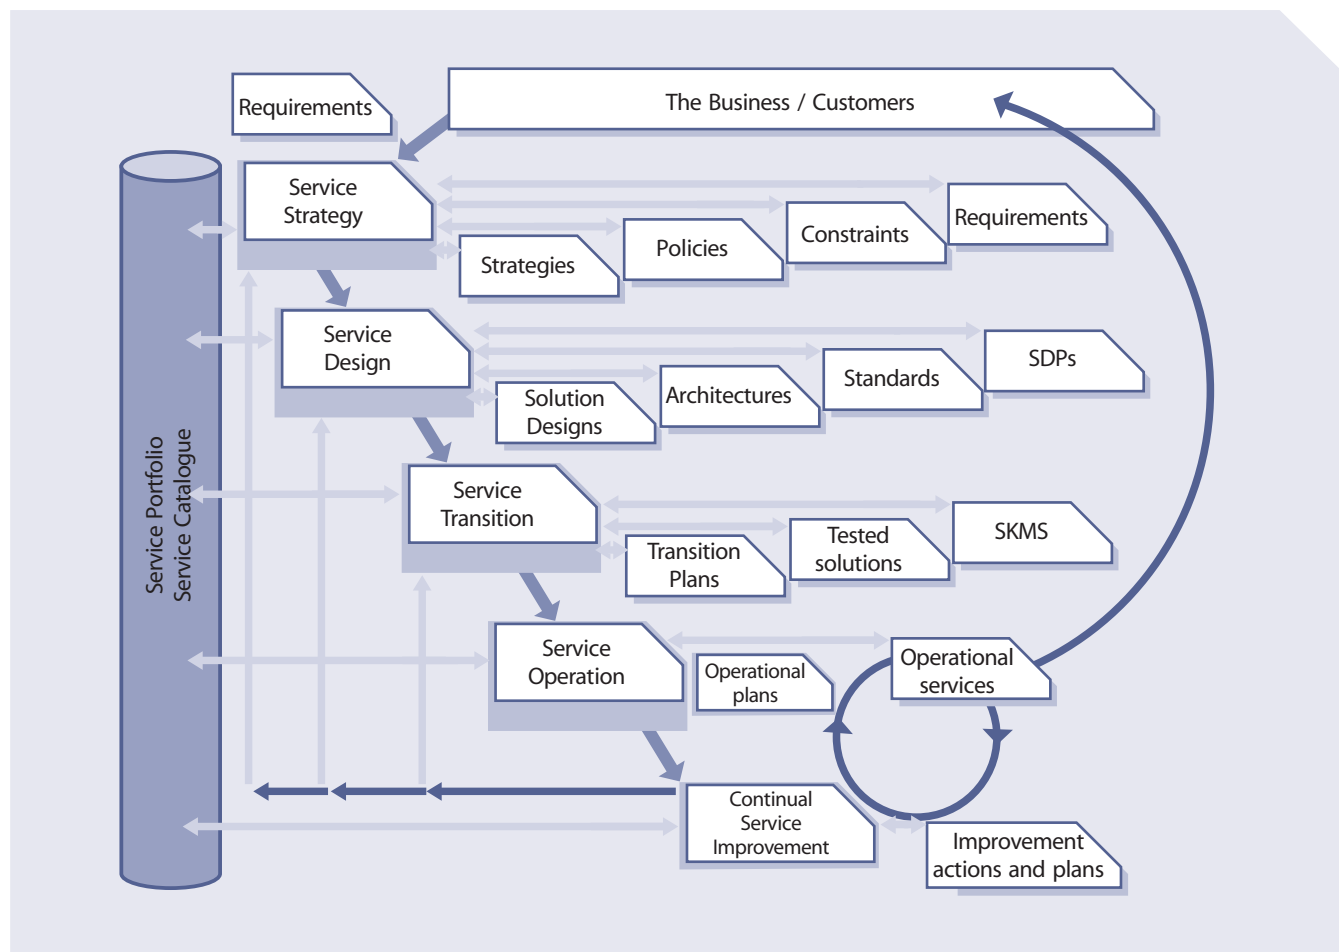 Requirements
The Business / Customers
Service
Strategy
Strategies
Policies
Constraints
Requirements
Service
Design
Solution
Designs
Architectures
Standards
SDPs
Service Portfolio
Service Catalogue
Service
Transition
Transition
Plans
Tested
solutions
SKMS
Service
Operation
Operational
plans
Operational
services
Continual
Service
Improvement
Improvement
actions and plans